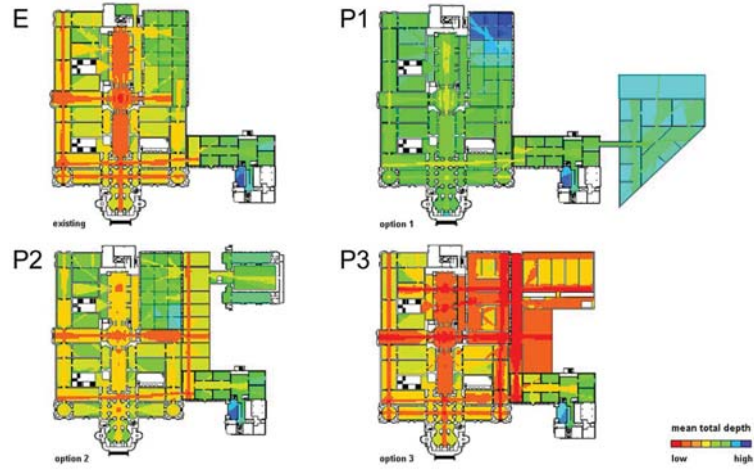 E
P1
existing
option 1
P2
P3
option 2
option 3
mean total depth
low
high